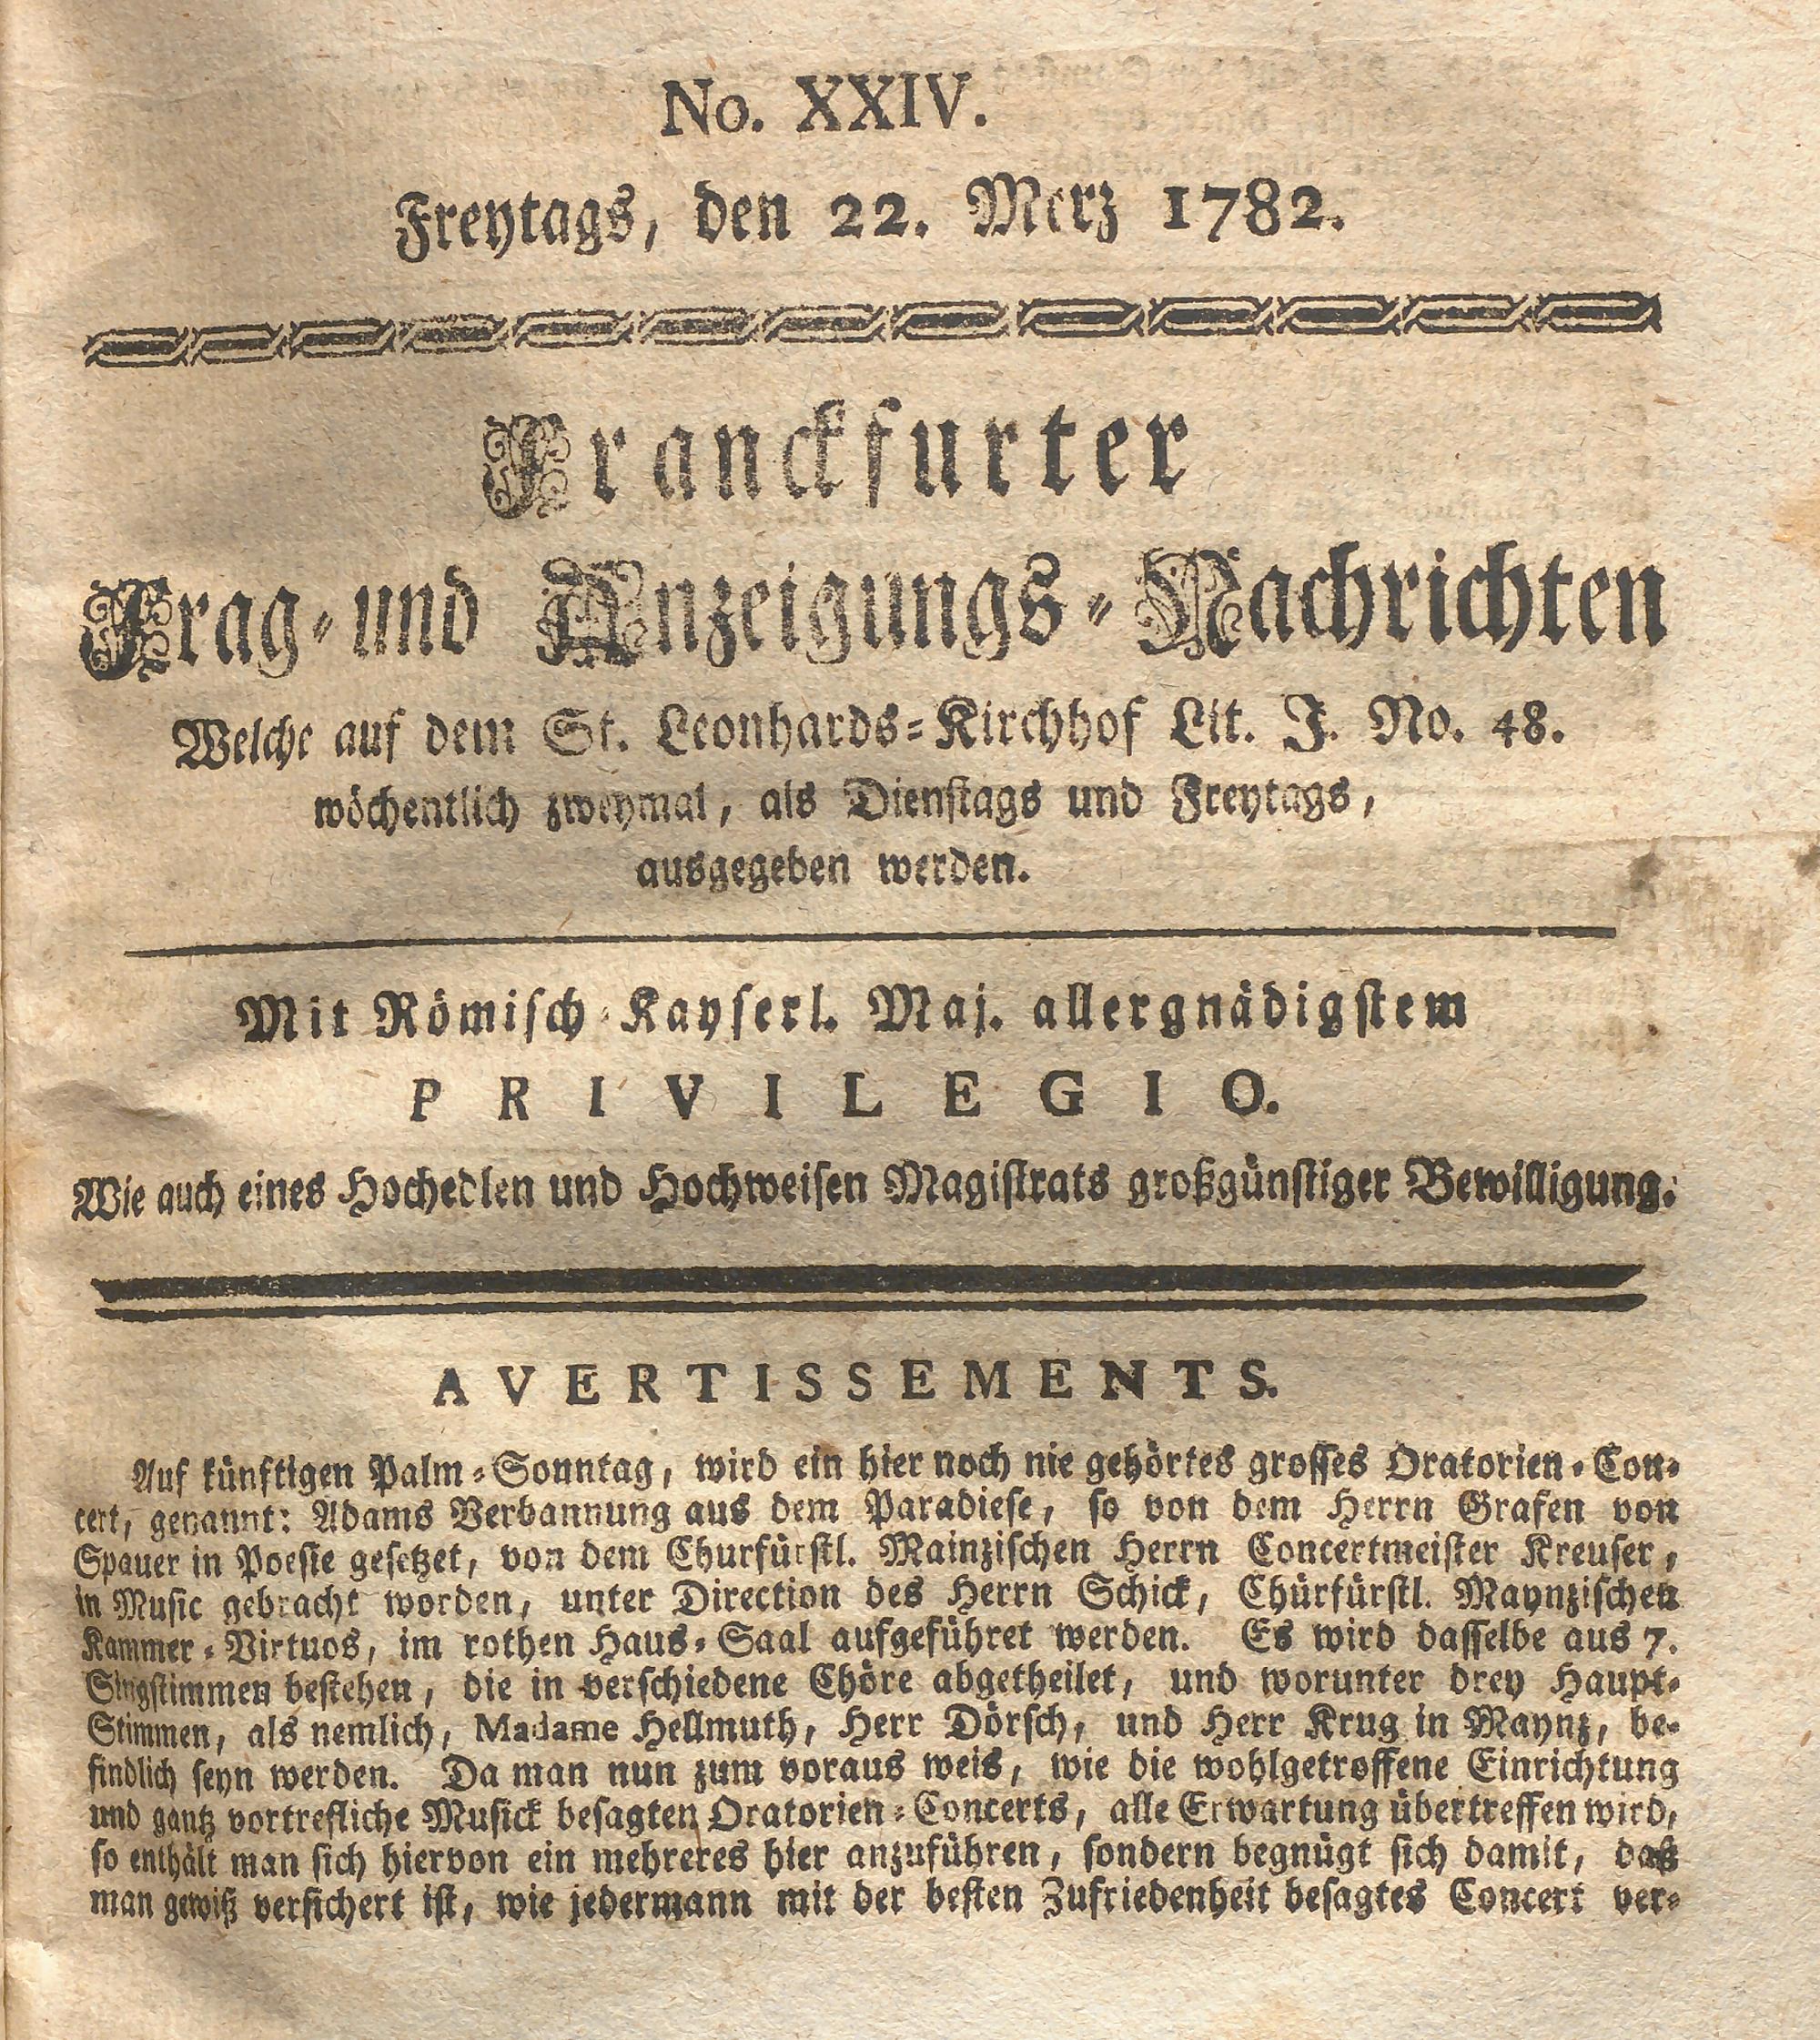 No. XXIV.
Freytags, den 22. Merz 1782.
Franckfurter
Frag- und Anzeigungs-Nachrichten
Welche auf dem St. Leonhards-Kirchhof Lit. J. No. 48.
wöchentlich zweymal, als Dienstags und Freytags,
ausgegeben werden.
Mit Römisch-Kayserl. Maj. allergnädigstem
PRIVILEGIO.
Wie auch eines Hochedlen und Hochweisen Magistrats großgünstiger Bewilligung.
AVERTISSEMENTS.
Auf künftigen Palm-Sonntag, wird ein hier noch nie gehörtes grosses Oratorien-Con-
cert, genannt: Adams Verbannung aus dem Paradiese, so von dem Herrn Grafen von
Spauer in Poesie gesetzet, von dem Churfürstl. Mainzischen Herrn Concertmeister Kreuser,
in Music gebracht worden, unter Direction des Herrn Schick, Chürfürstl. Maynzischen
Kammer-Virtuos, im rothen Haus-Saal aufgeführet werden. Es wird dasselbe aus 7.
Singstimmen bestehen, die in verschiedene Chöre abgetheilet, und worunter drey Haupt-
Stimmen, als nemlich, Madame Hellmuth, Herr Dörsch, und Herr Krug in Maynz, be-
findlich seyn werden. Da man nun zum voraus weis, wie die wohlgetroffene Einrichtung
und gantz vortrefliche Musick besagten Oratorien-Concerts, alle Erwartung übertreffen wird,
so enthält man sich hiervon ein mehreres hier anzuführen, sondern begnügt sich damit, daß
man gewiß versichert ist, wie jedermann mit der besten Zufriedenheit besagtes Concert ver-